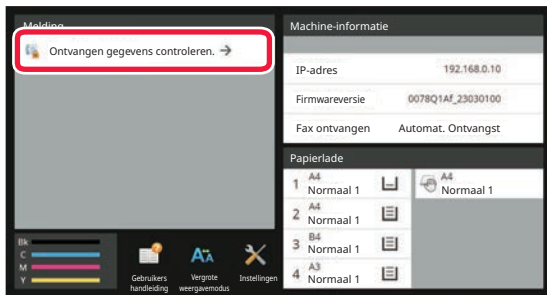 Melding
Ontvangen gegevens controleren. →
Machine-informatie
IP-adres 192.168.0.10
Firmwareversie 0078Q1Af_23030100
Fax ontvangen Automat. Ontvangst
Papierlade
1 A4 Normaal 1
A4 Normaal 1
2 A4 Normaal 1
3 B4 Normaal 1
4 A3 Normaal 1
Bk
C
M
Y
Gebruikers handleiding
AA
Vergrote weergavemodus
Instellingen